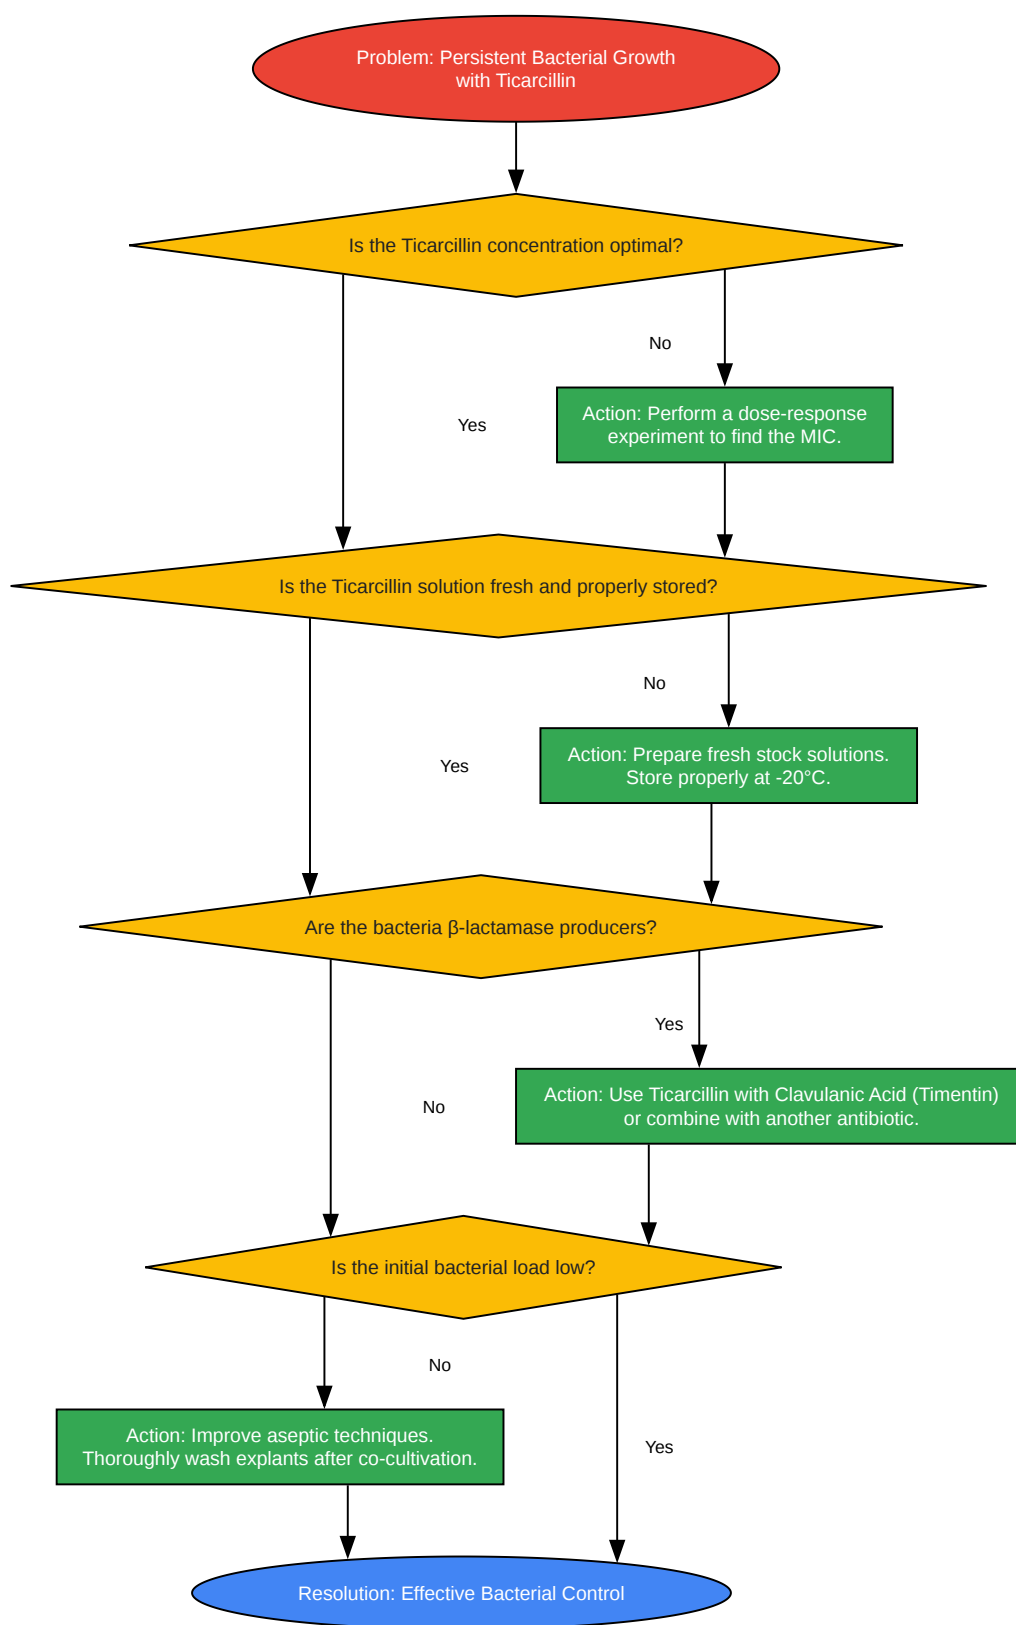 Problem: Persistent Bacterial Growth
with Ticarcillin
Is the Ticarcillin concentration optimal?
No
Action: Perform a dose-response
experiment to find the MIC.
Yes
Is the Ticarcillin solution fresh and properly stored?
No
Action: Prepare fresh stock solutions.
Store properly at -20°C.
Yes
Are the bacteria β-lactamase producers?
Yes
Action: Use Ticarcillin with Clavulanic Acid (Timentin)
or combine with another antibiotic.
No
Is the initial bacterial load low?
No
Action: Improve aseptic techniques.
Thoroughly wash explants after co-cultivation.
Yes
Resolution: Effective Bacterial Control